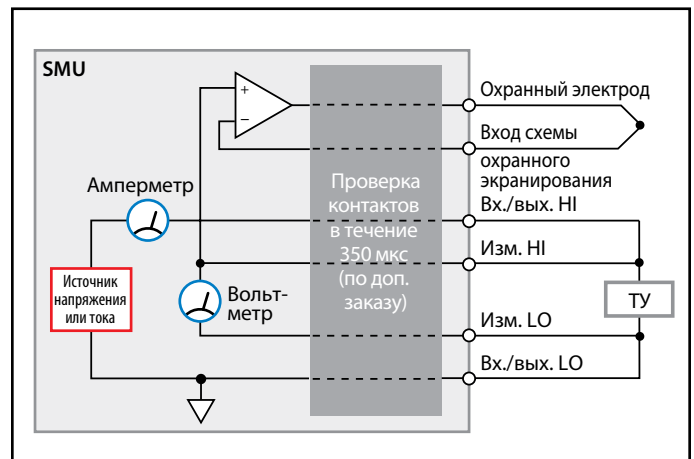 SMU
+
–
Охранный электрод
Вход схемы
охранного
экранирования
Амперметр
Проверка
контактов
в течение
350 мкс
(по доп.
заказу)
Вх./вых. HI
Изм. HI
Источник
напряжения
или тока
Вольт-
метр
ТУ
Изм. LO
Вх./вых. LO